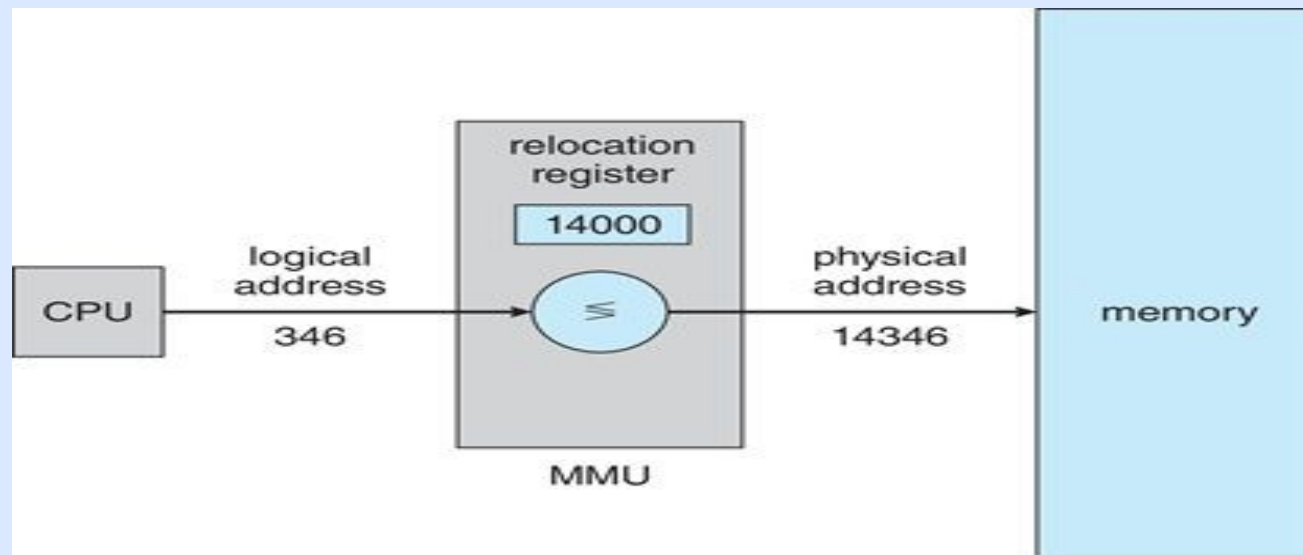 relocation
register
14000
logical
address
346
CPU
≦
physical
address
14346
memory
MMU